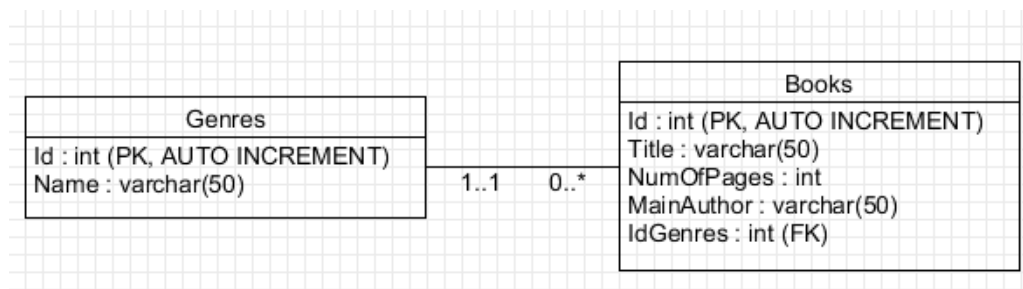 Genres
Id : int (PK, AUTO INCREMENT)
Name : varchar(50)
1..1
0..*
Books
Id : int (PK, AUTO INCREMENT)
Title : varchar(50)
NumOfPages : int
MainAuthor : varchar(50)
IdGenres : int (FK)